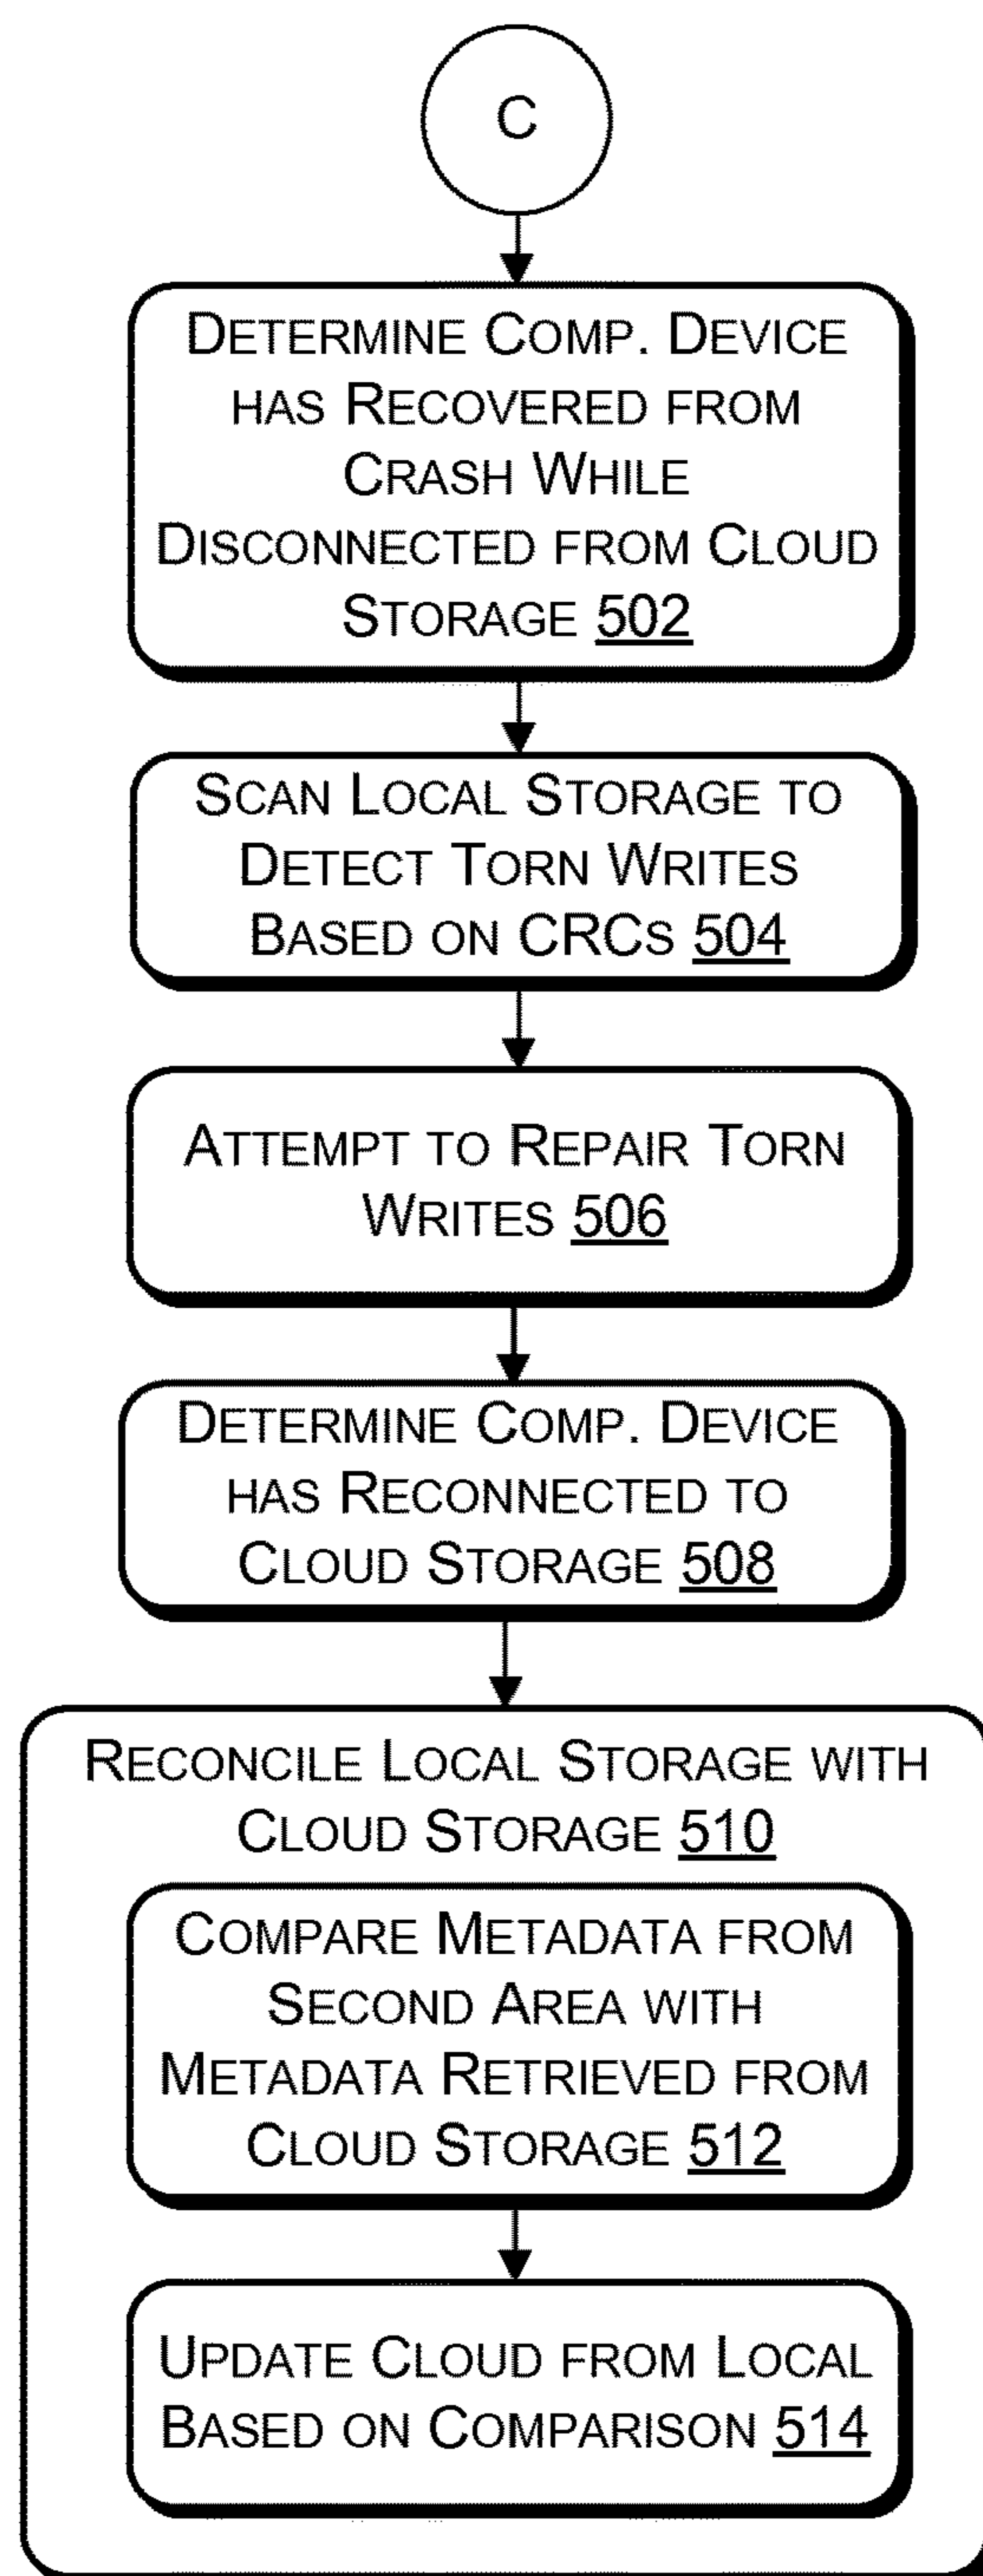 C
DETERMINE COMP. DEVICE
HAS RECOVERED FROM
CRASH WHILE
DISCONNECTED FROM CLOUD
STORAGE 502
SCAN LOCAL STORAGE TO
DETECT TORN WRITES
BASED ON CRCS 504
ATTEMPT TO REPAIR TORN
WRITES 506
DETERMINE COMP. DEVICE
HAS RECONNECTED TO
CLOUD STORAGE 508
RECONCILE LOCAL STORAGE WITH
CLOUD STORAGE 510
COMPARE METADATA FROM
SECOND AREA WITH
METADATA RETRIEVED FROM
CLOUD STORAGE 512
UPDATE CLOUD FROM LOCAL
BASED ON COMPARISON 514